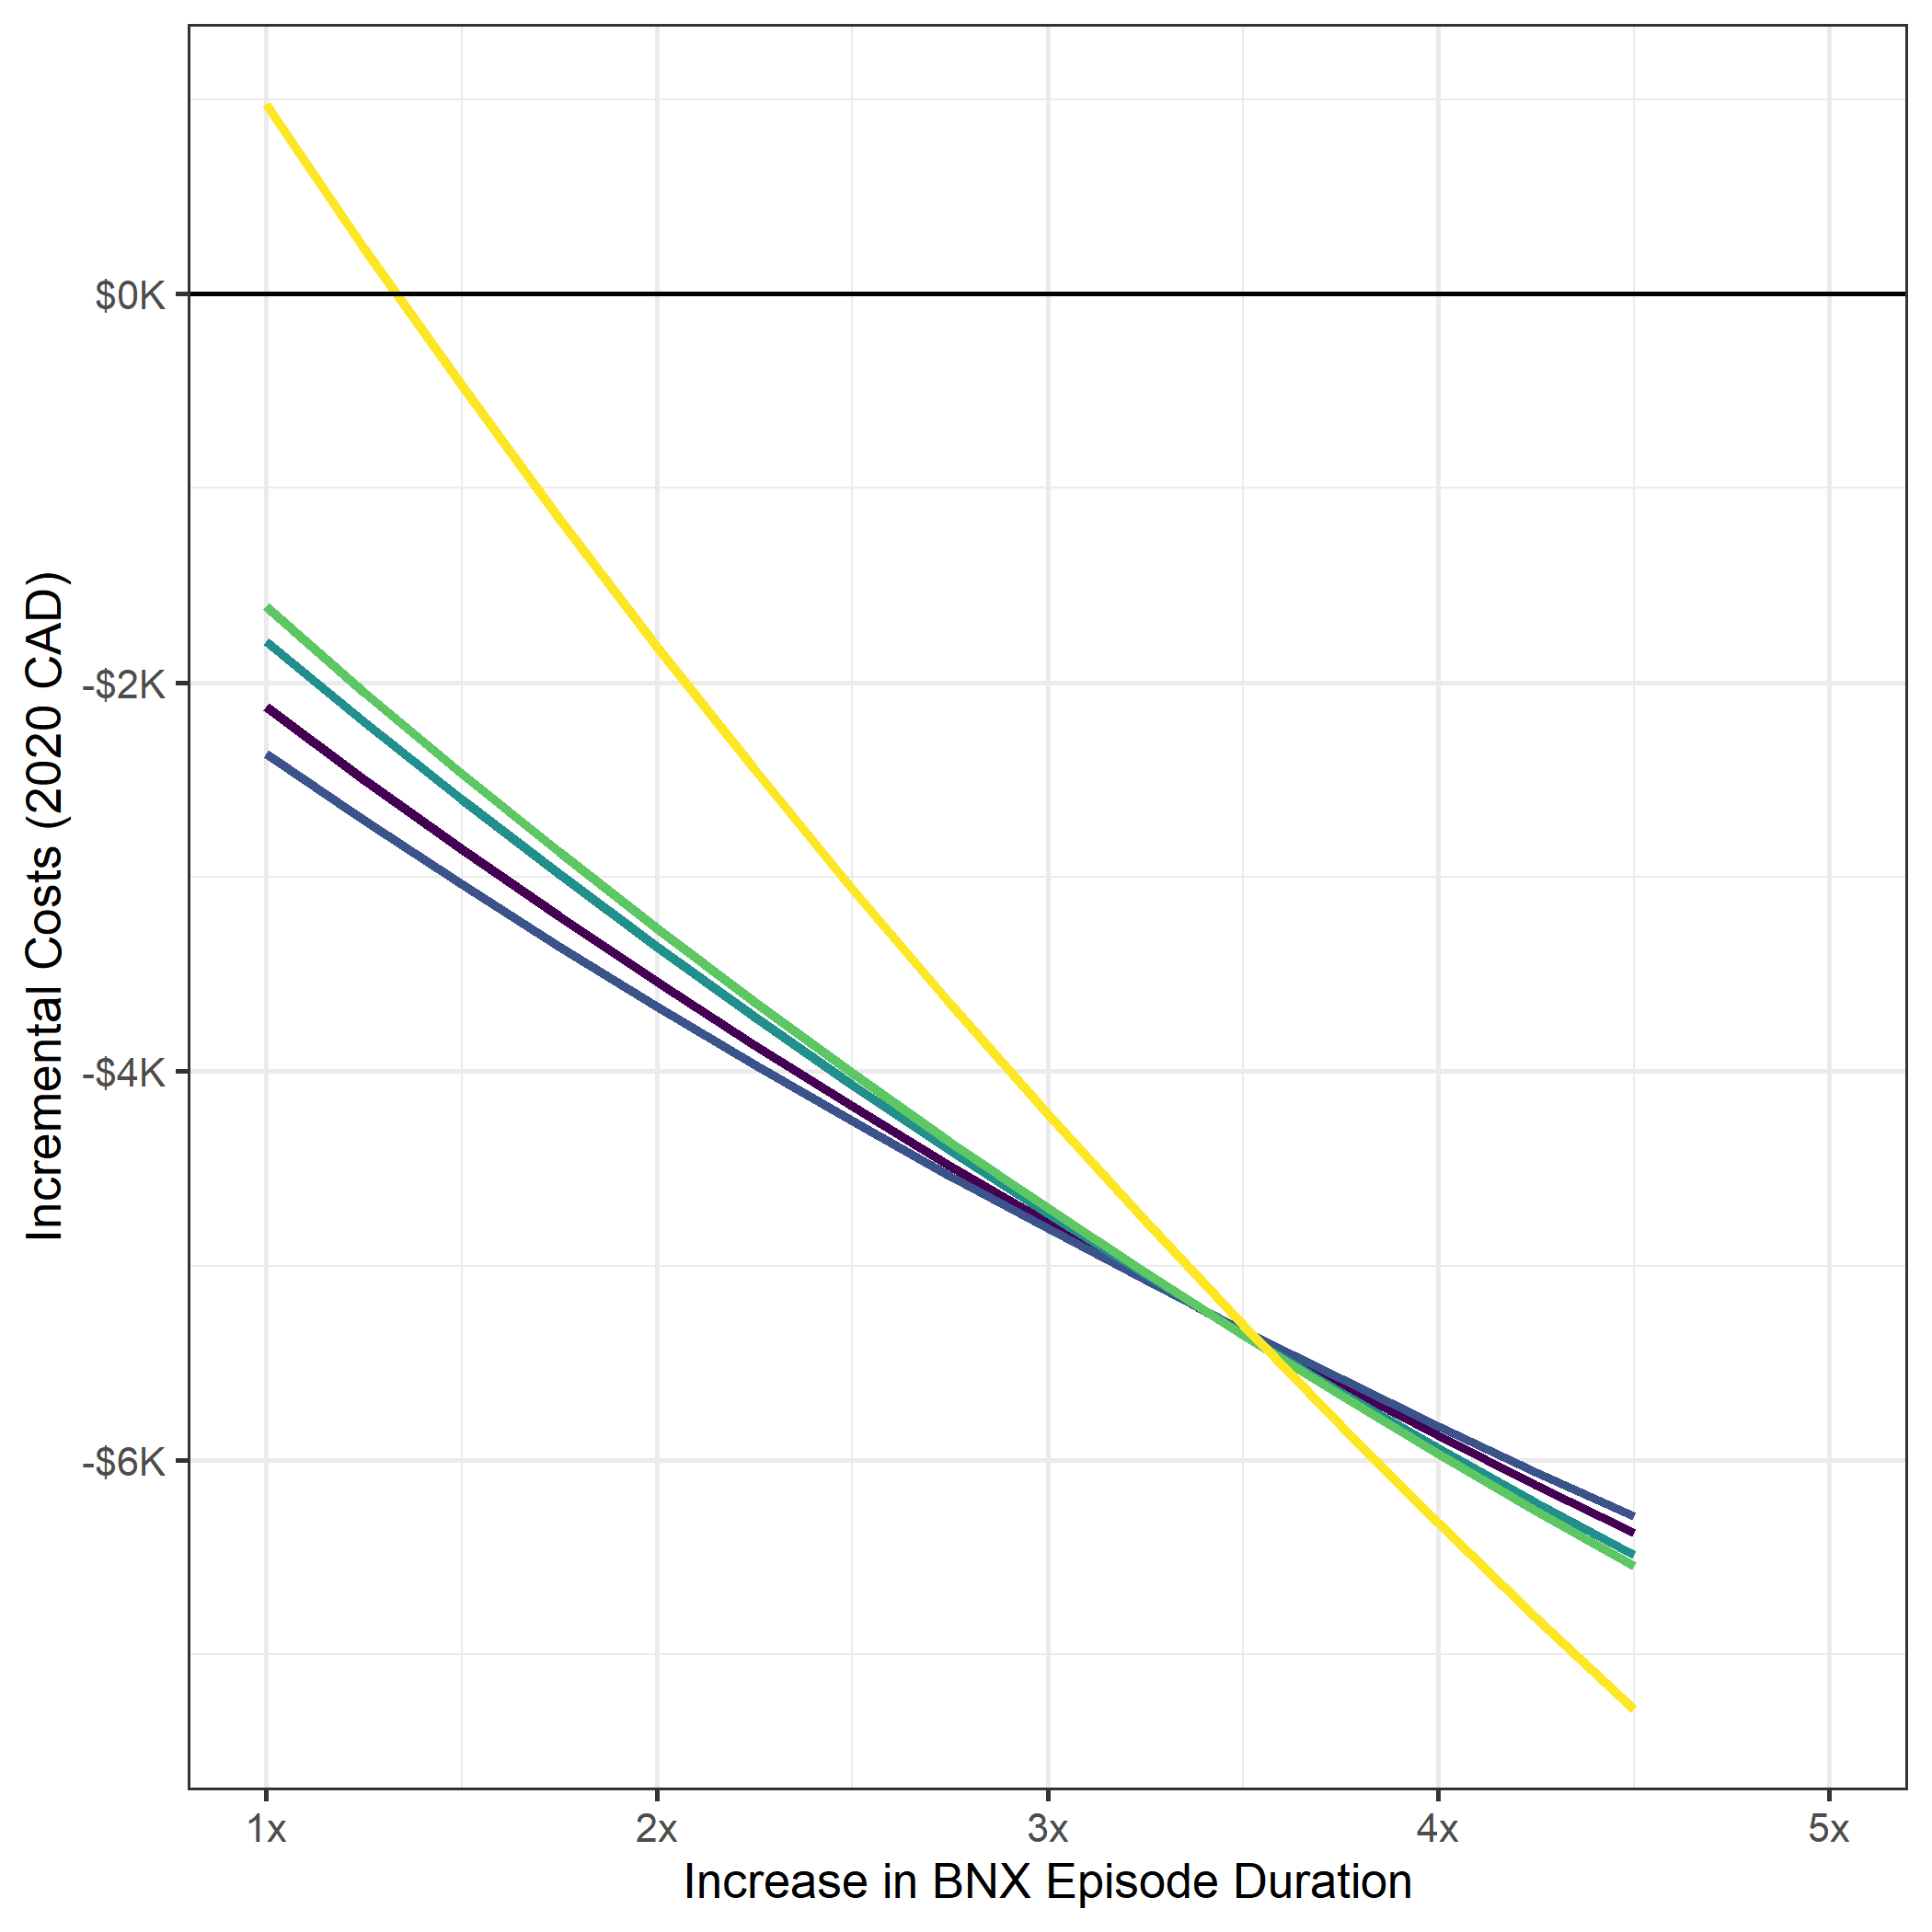 Incremental Costs (2020 CAD)
$0K
-$2K
-$4K
-$6K
1x 2x 3x 4x 5x
Increase in BNX Episode Duration